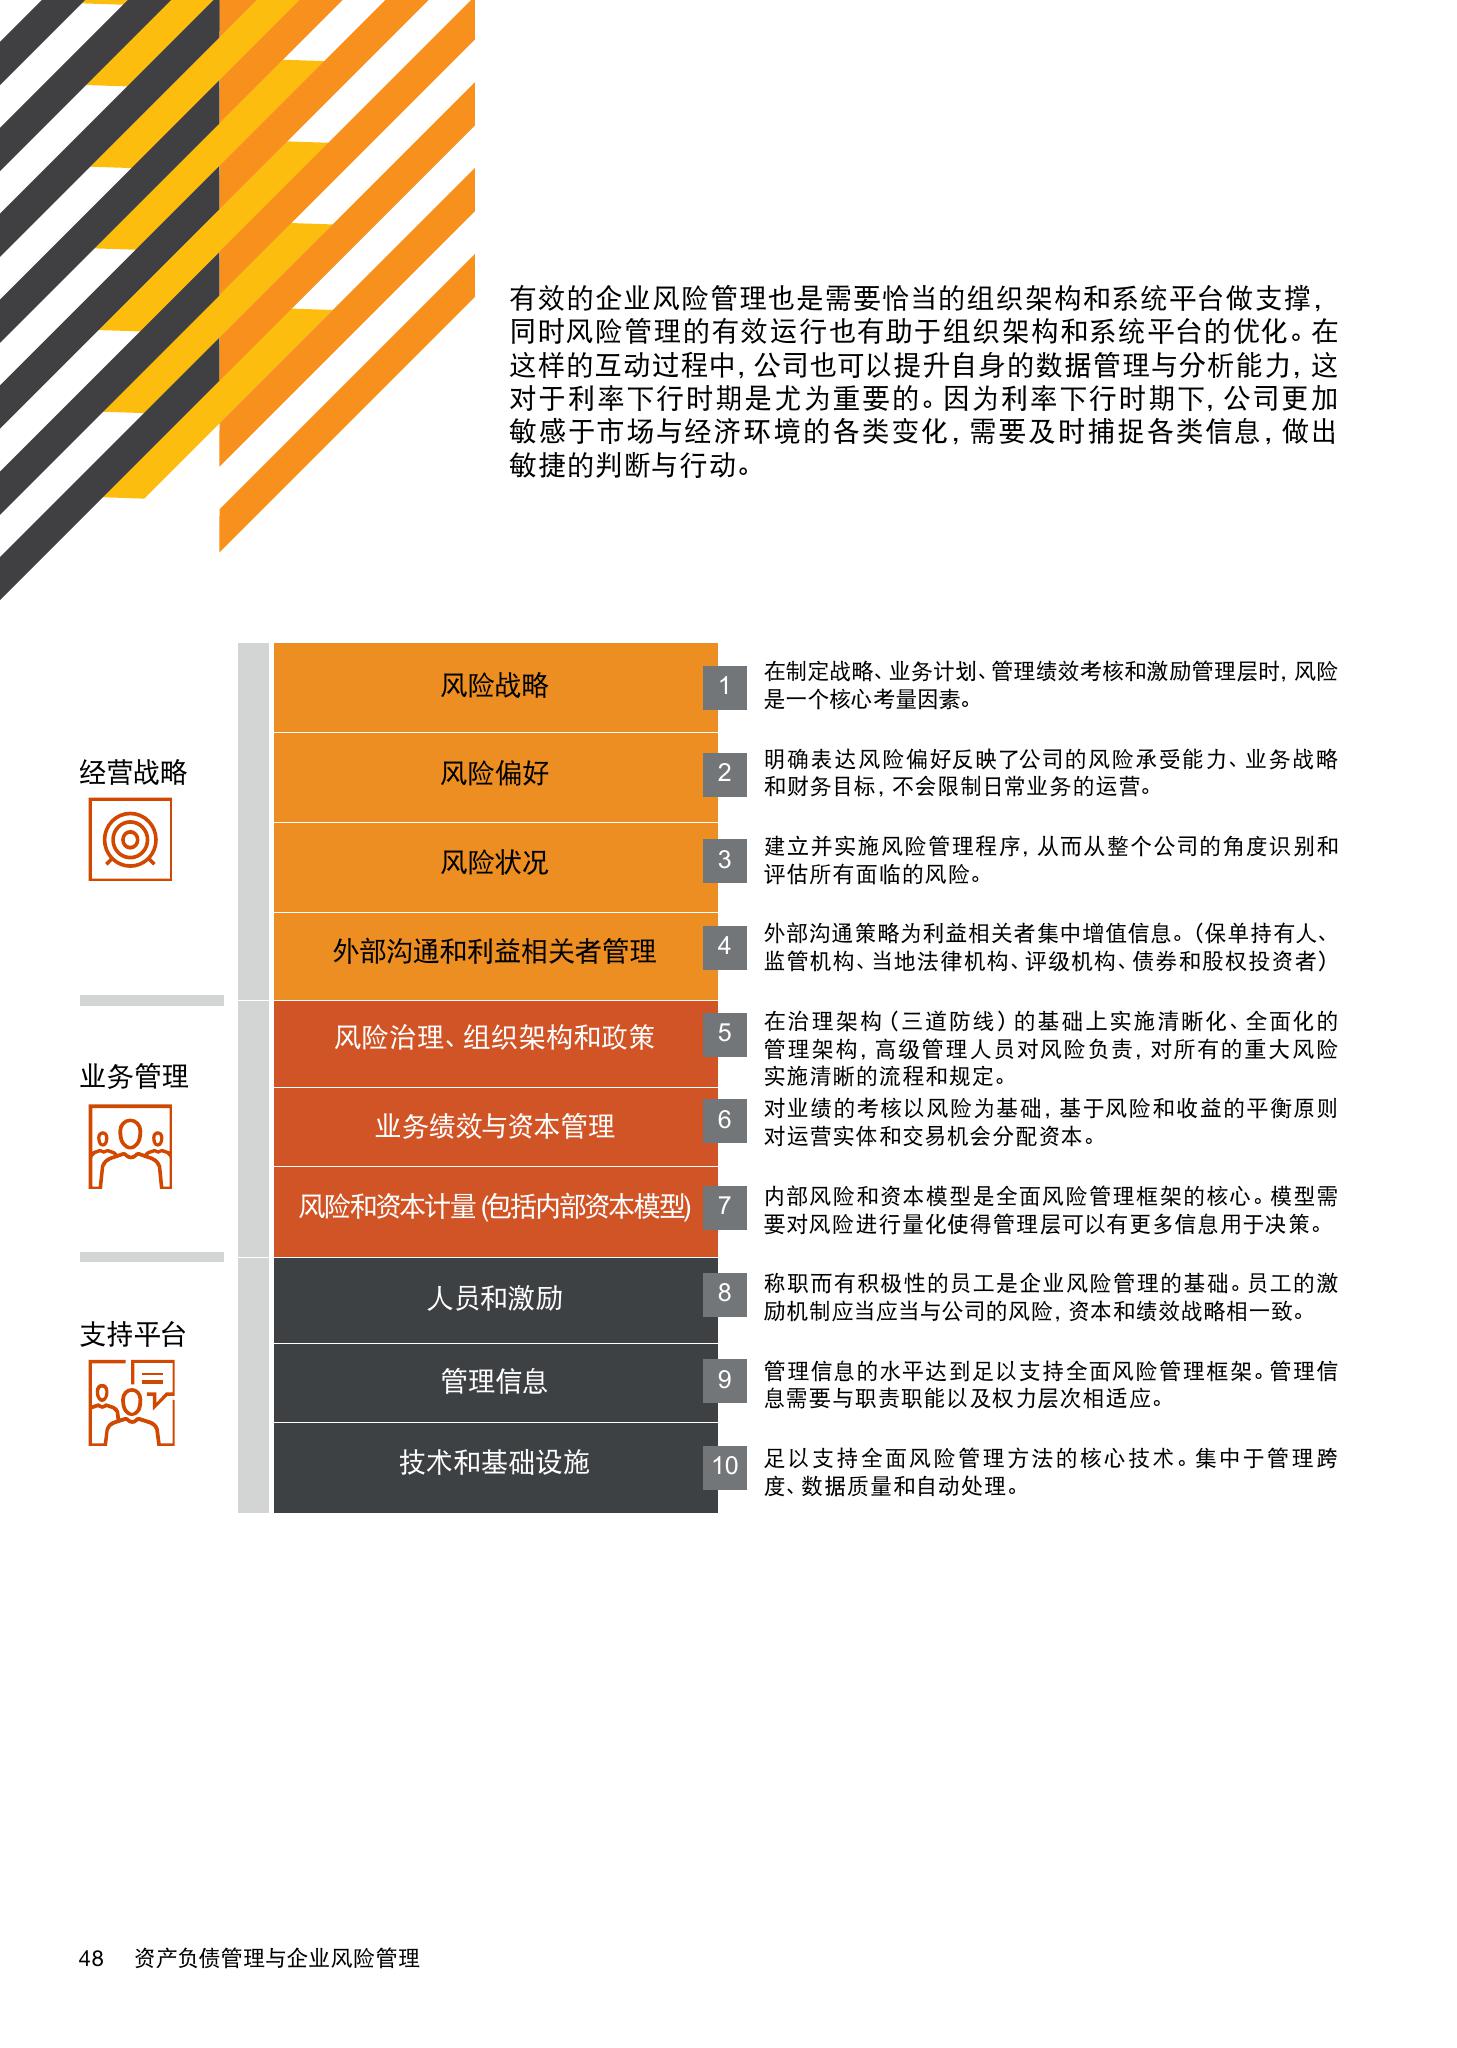 有效的企业风险管理也是需要恰当的组织架构和系统平台做支撑，
同时风险管理的有效运行也有助于组织架构和系统平台的优化。在
这样的互动过程中，公司也可以提升自身的数据管理与分析能力，这
对于利率下行时期是尤为重要的。因为利率下行时期下，公司更加
敏感于市场与经济环境的各类变化，需要及时捕捉各类信息，做出
敏捷的判断与行动。
经营战略
风险战略
1
在制定战略、业务计划、管理绩效考核和激励管理层时，风险
是一个核心考量因素。
风险偏好
2
明确表达风险偏好反映了公司的风险承受能力、业务战略
和财务目标，不会限制日常业务的运营。
风险状况
3
建立并实施风险管理程序，从而从整个公司的角度识别和
评估所有面临的风险。
外部沟通和利益相关者管理
4
外部沟通策略为利益相关者集中增值信息。（保单持有人、
监管机构、当地法律机构、评级机构、债券和股权投资者）
业务管理
风险治理、组织架构和政策
5
在治理架构（三道防线）的基础上实施清晰化、全面化的
管理架构，高级管理人员对风险负责，对所有的重大风险
实施清晰的流程和规定。
业务绩效与资本管理
6
对业绩的考核以风险为基础，基于风险和收益的平衡原则
对运营实体和交易机会分配资本。
风险和资本计量 (包括内部资本模型)
7
内部风险和资本模型是全面风险管理框架的核心。模型需
要对风险进行量化使得管理层可以有更多信息用于决策。
支持平台
人员和激励
8
称职而有积极性的员工是企业风险管理的基础。员工的激
励机制应当应当与公司的风险，资本和绩效战略相一致。
管理信息
9
管理信息的水平达到足以支持全面风险管理框架。管理信
息需要与职责职能以及权力层次相适应。
技术和基础设施
10
足以支持全面风险管理方法的核心技术。集中于管理跨
度、数据质量和自动处理。
48 资产负债管理与企业风险管理